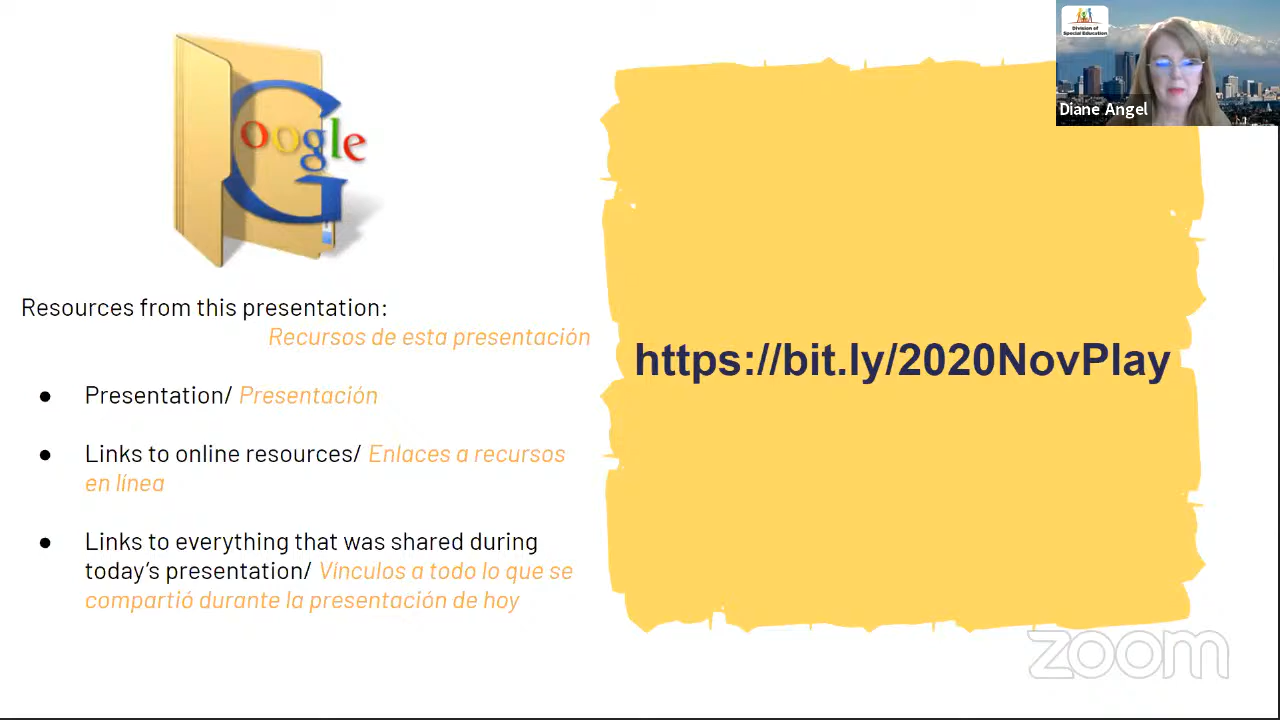 Google
Resources from this presentation:
Recursos de esta presentación
● Presentation/ Presentación
● Links to online resources/ Enlaces a recursos
en línea
● Links to everything that was shared during
today's presentation/ Vínculos a todo lo que se
compartió durante la presentación de hoy
https://bit.ly/2020NovPlay
Division of
Special Education
Diane Angel
zoom